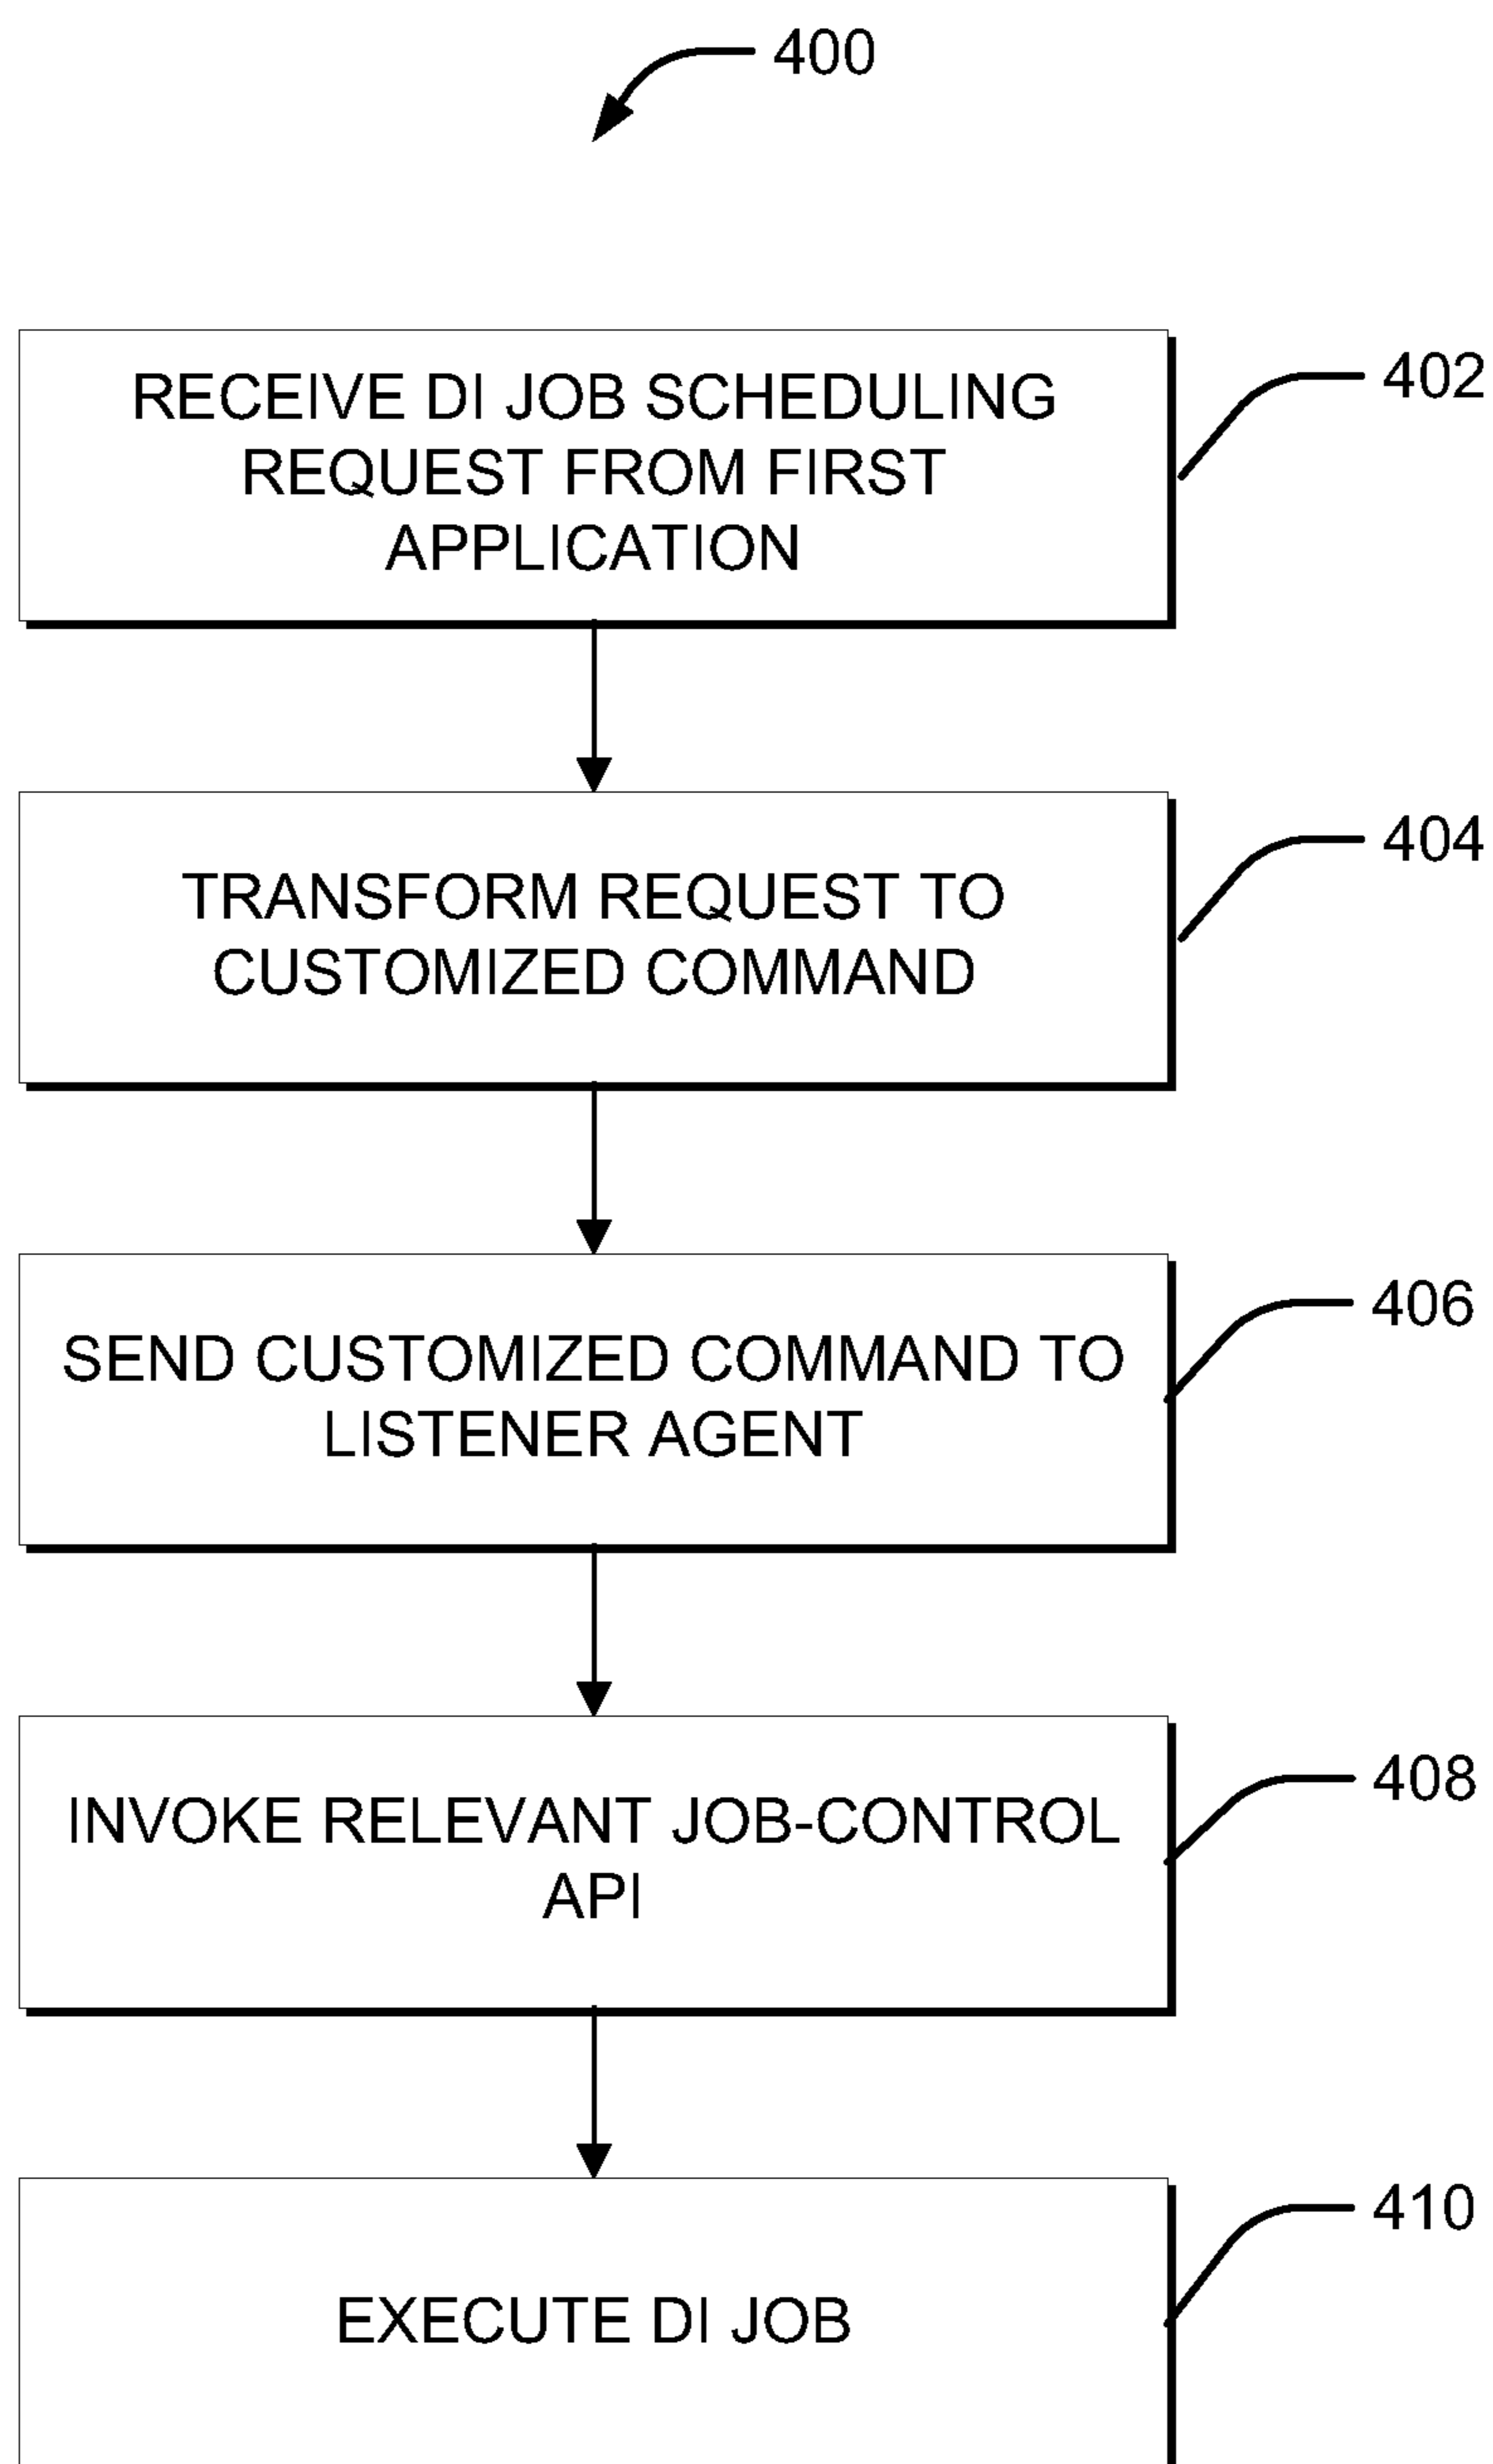 400
RECEIVE DI JOB SCHEDULING
REQUEST FROM FIRST
APPLICATION
402
TRANSFORM REQUEST TO
CUSTOMIZED COMMAND
404
SEND CUSTOMIZED COMMAND TO
LISTENER AGENT
406
INVOKE RELEVANT JOB-CONTROL
API
408
EXECUTE DI JOB
410